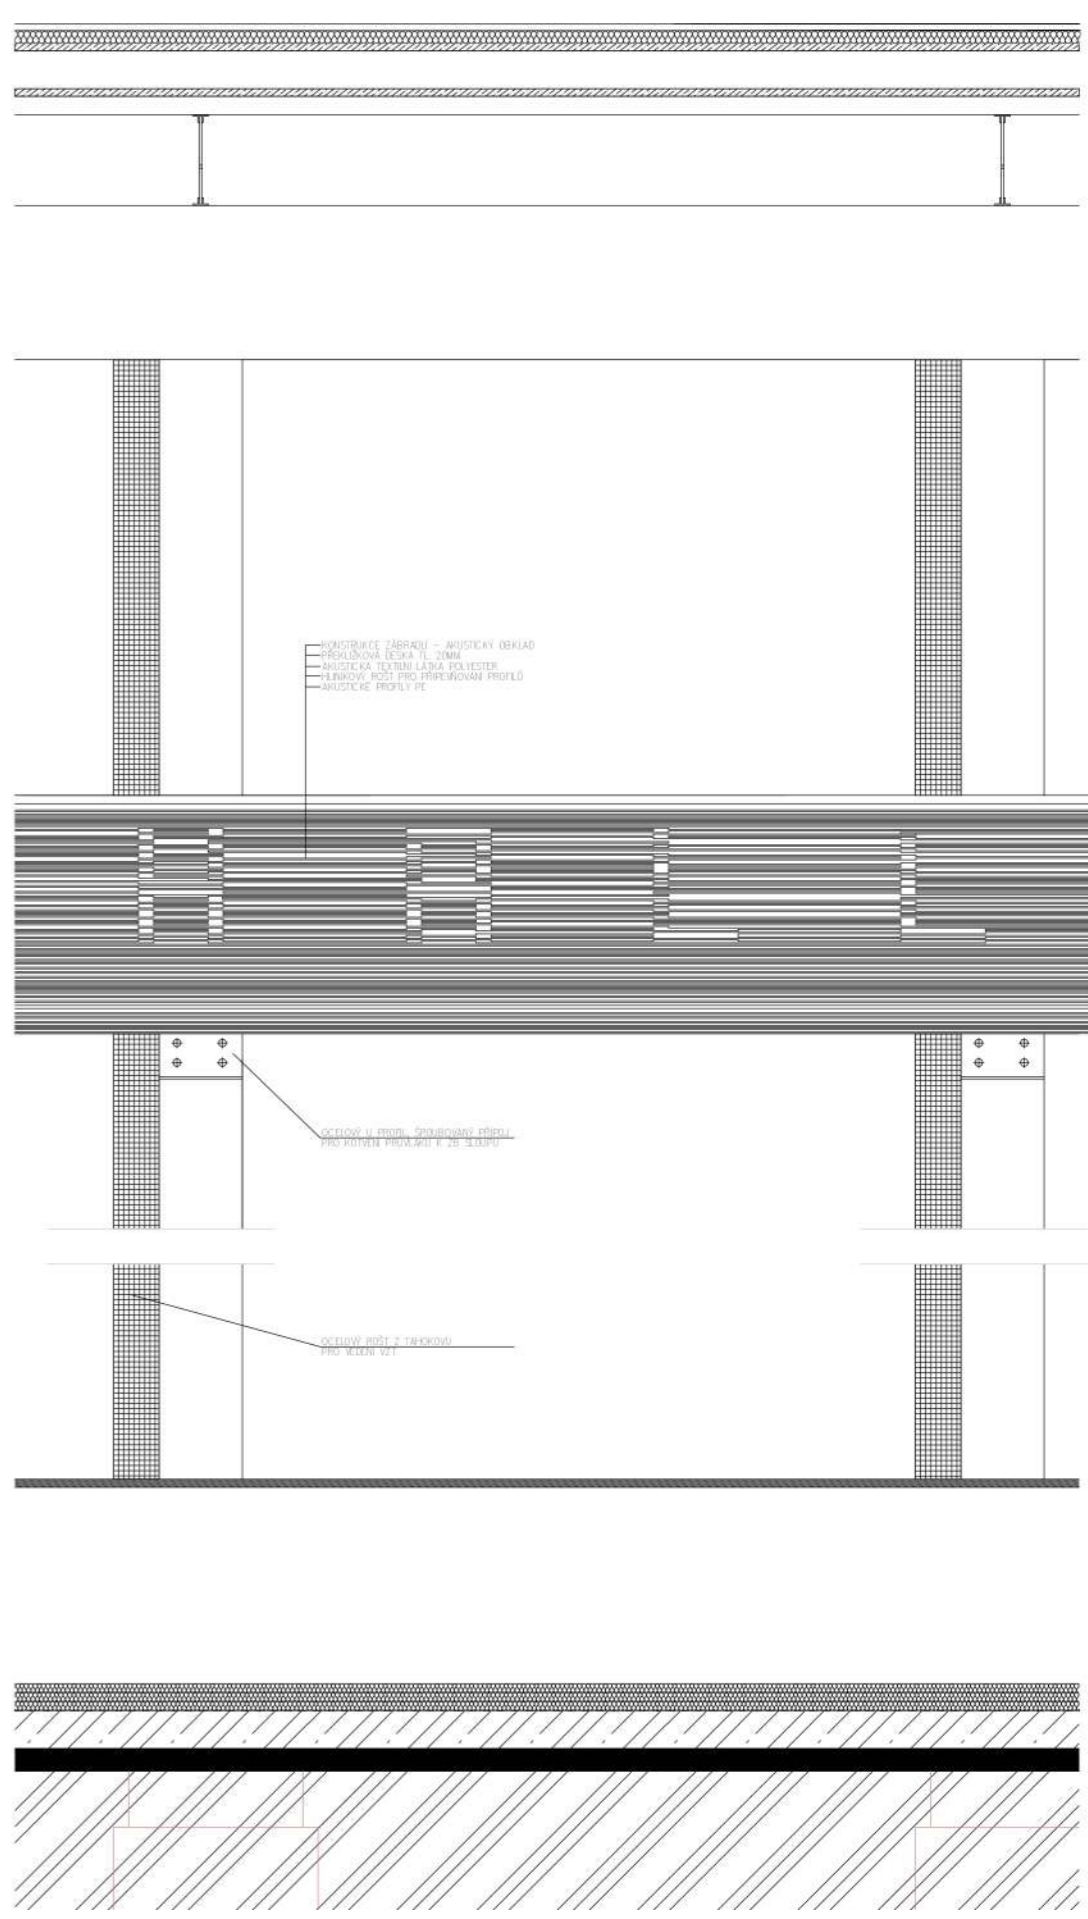 KONSTRUKCE ZÁBRADLÍ - AKUSTICKÝ OBKLAD
PŘEKLIŽKOVÁ DESKA TL. 20MM
AKUSTICKÁ TEXTILNÍ LÁTKA POLYESTER
HLINÍKOVÝ ROŠT PRO PŘIPEVŇOVÁNÍ PROFILŮ
AKUSTICKÉ PROFILY PE
HALL
OCELOVÝ U PROFIL, ŠROUBOVANÝ PŘÍPOJ
PRO KOTVENÍ PRŮVLAKU K ŽB SLOUPU
OCELOVÝ ROŠT Z TAHOKOVU
PRO VEDENÍ VZT